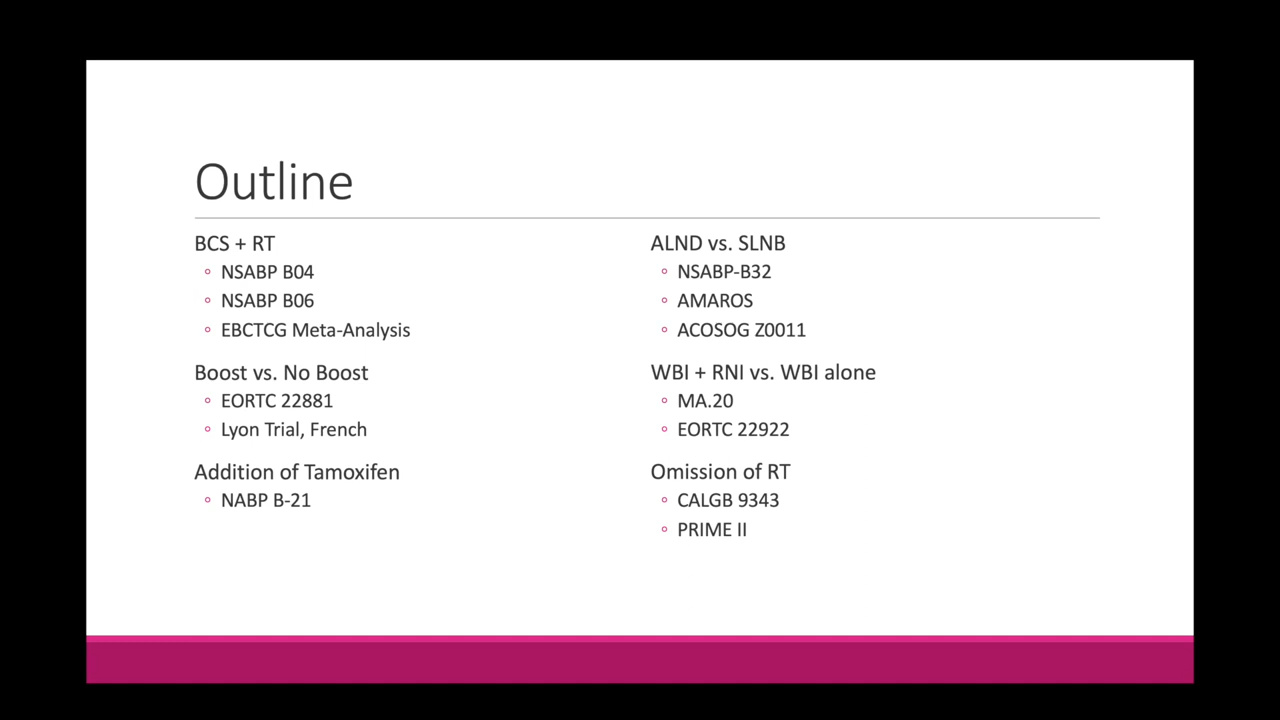 Outline
BCS + RT
◦ NSABP B04
◦ NSABP B06
◦ EBCTCG Meta-Analysis
Boost vs. No Boost
◦ EORTC 22881
◦ Lyon Trial, French
Addition of Tamoxifen
◦ NABP B-21
ALND vs. SLNB
◦ NSABP-B32
◦ AMAROS
◦ ACOSOG Z0011
WBI + RNI vs. WBI alone
◦ MA.20
◦ EORTC 22922
Omission of RT
◦ CALGB 9343
◦ PRIME II